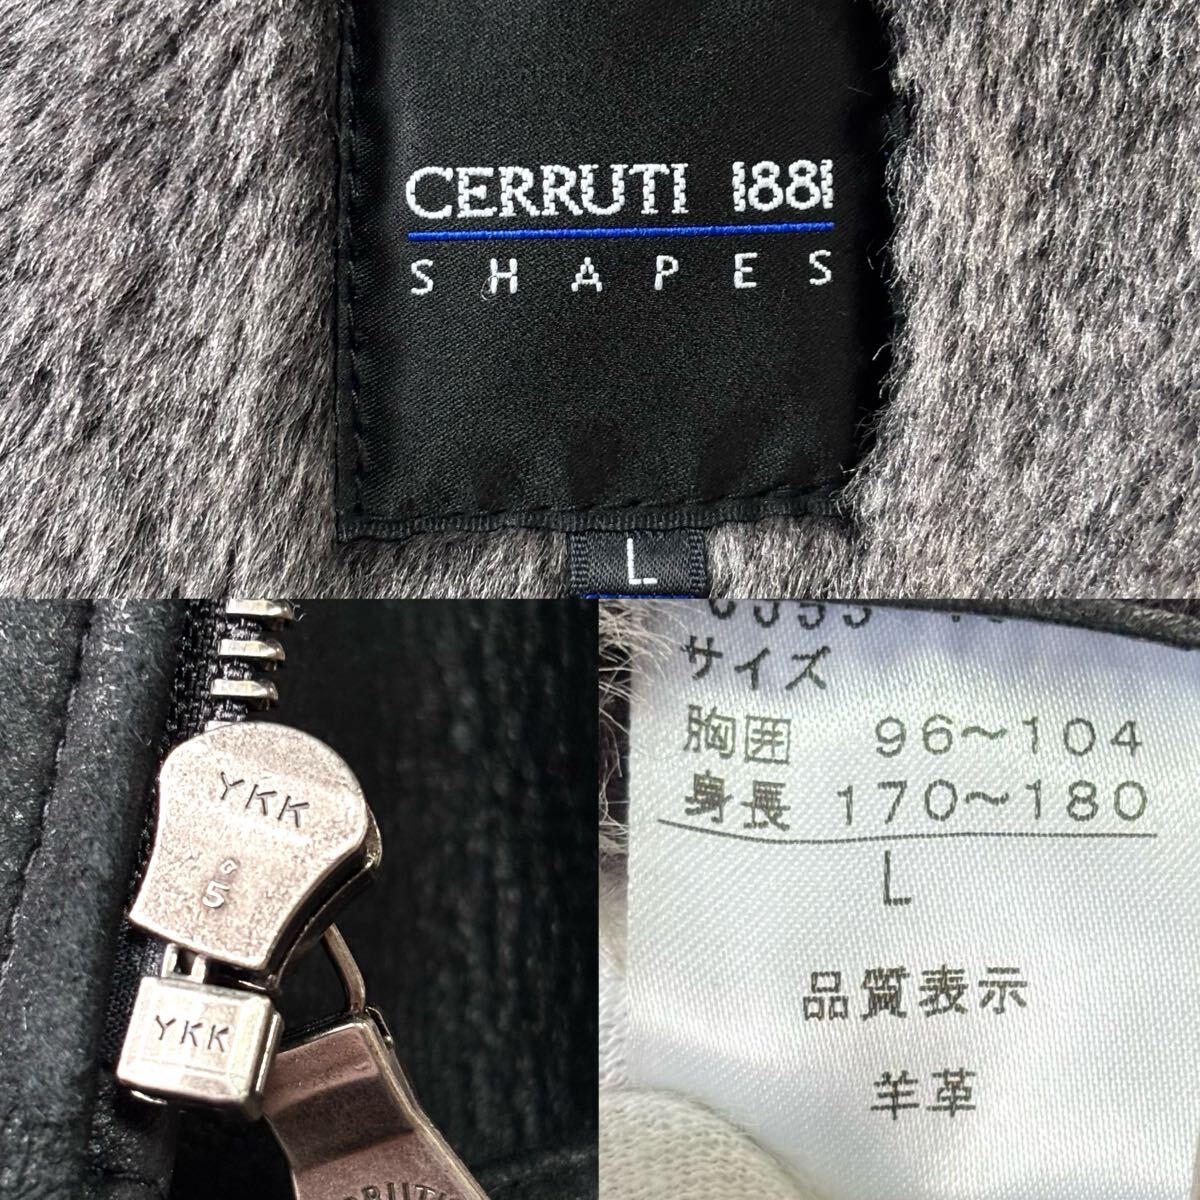 CERRUTI 1881
SHAPES
L
YKK
5
YKK
サイズ
胸囲 96～104
身長 170～180
L
品質表示
羊革